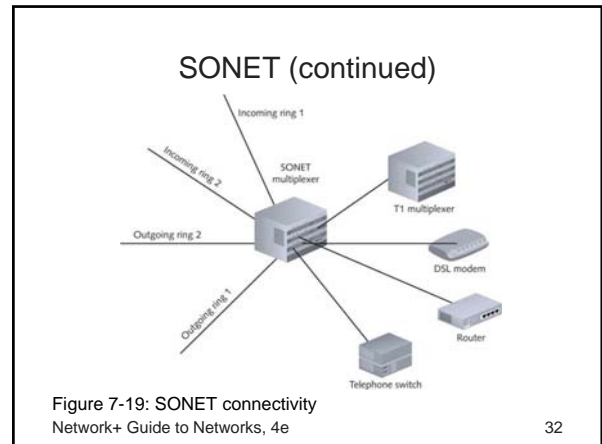 SONET (continued)
Incoming ring 1
Incoming ring 2
SONET
multiplexer
T1 multiplexer
Outgoing ring 2
DSL modem
Outgoing ring 1
Router
Telephone switch
Figure 7-19: SONET connectivity
Network+ Guide to Networks, 4e
32